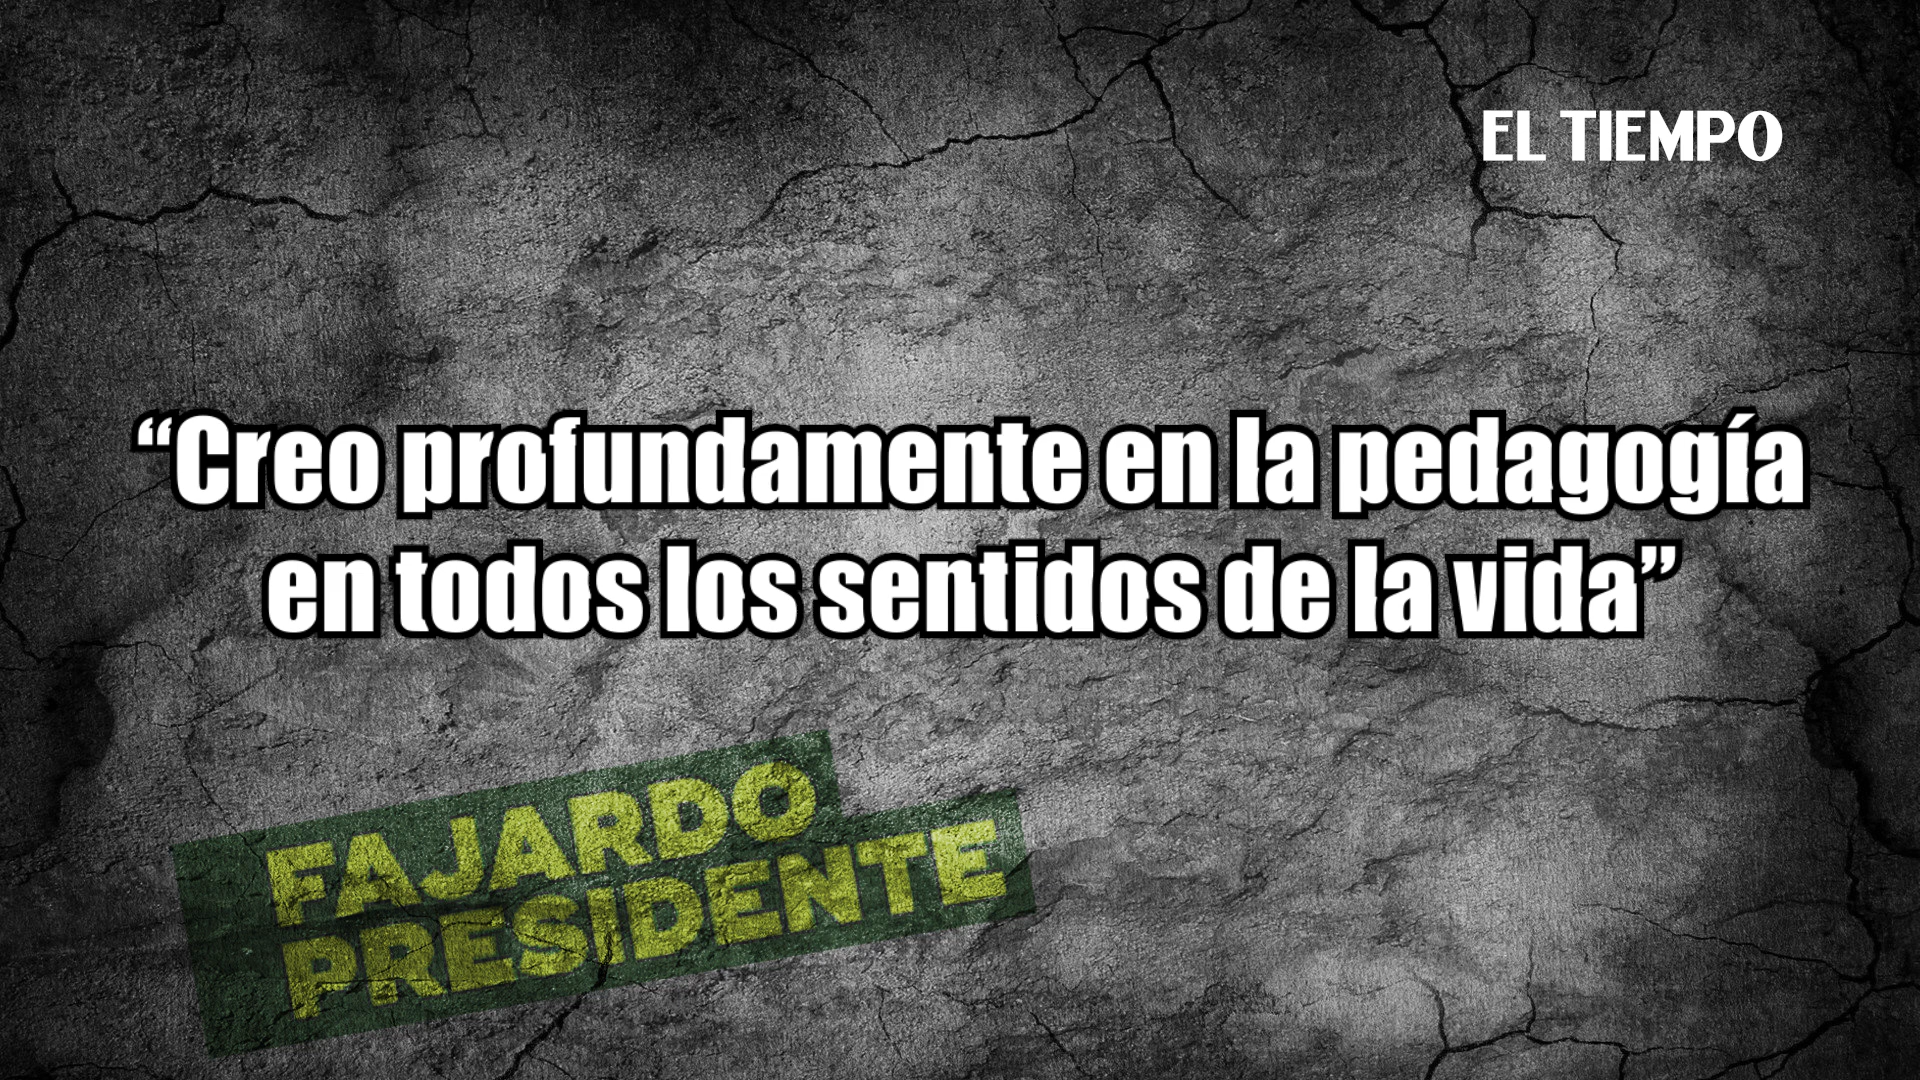 EL TIEMPO
“Creo profundamente en la pedagogía
en todos los sentidos de la vida”
FAJARDO
PRESIDENTE